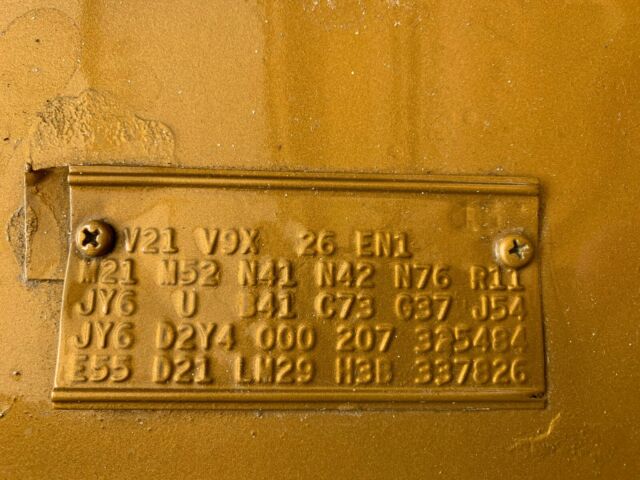 V21 V9X 26 EN1
M21 M52 N41 N42 N76 R11
JY6 U B41 C73 G37 J54
JY6 D2Y4 000 207 325484
E55 D21 LM29 H3B 337826